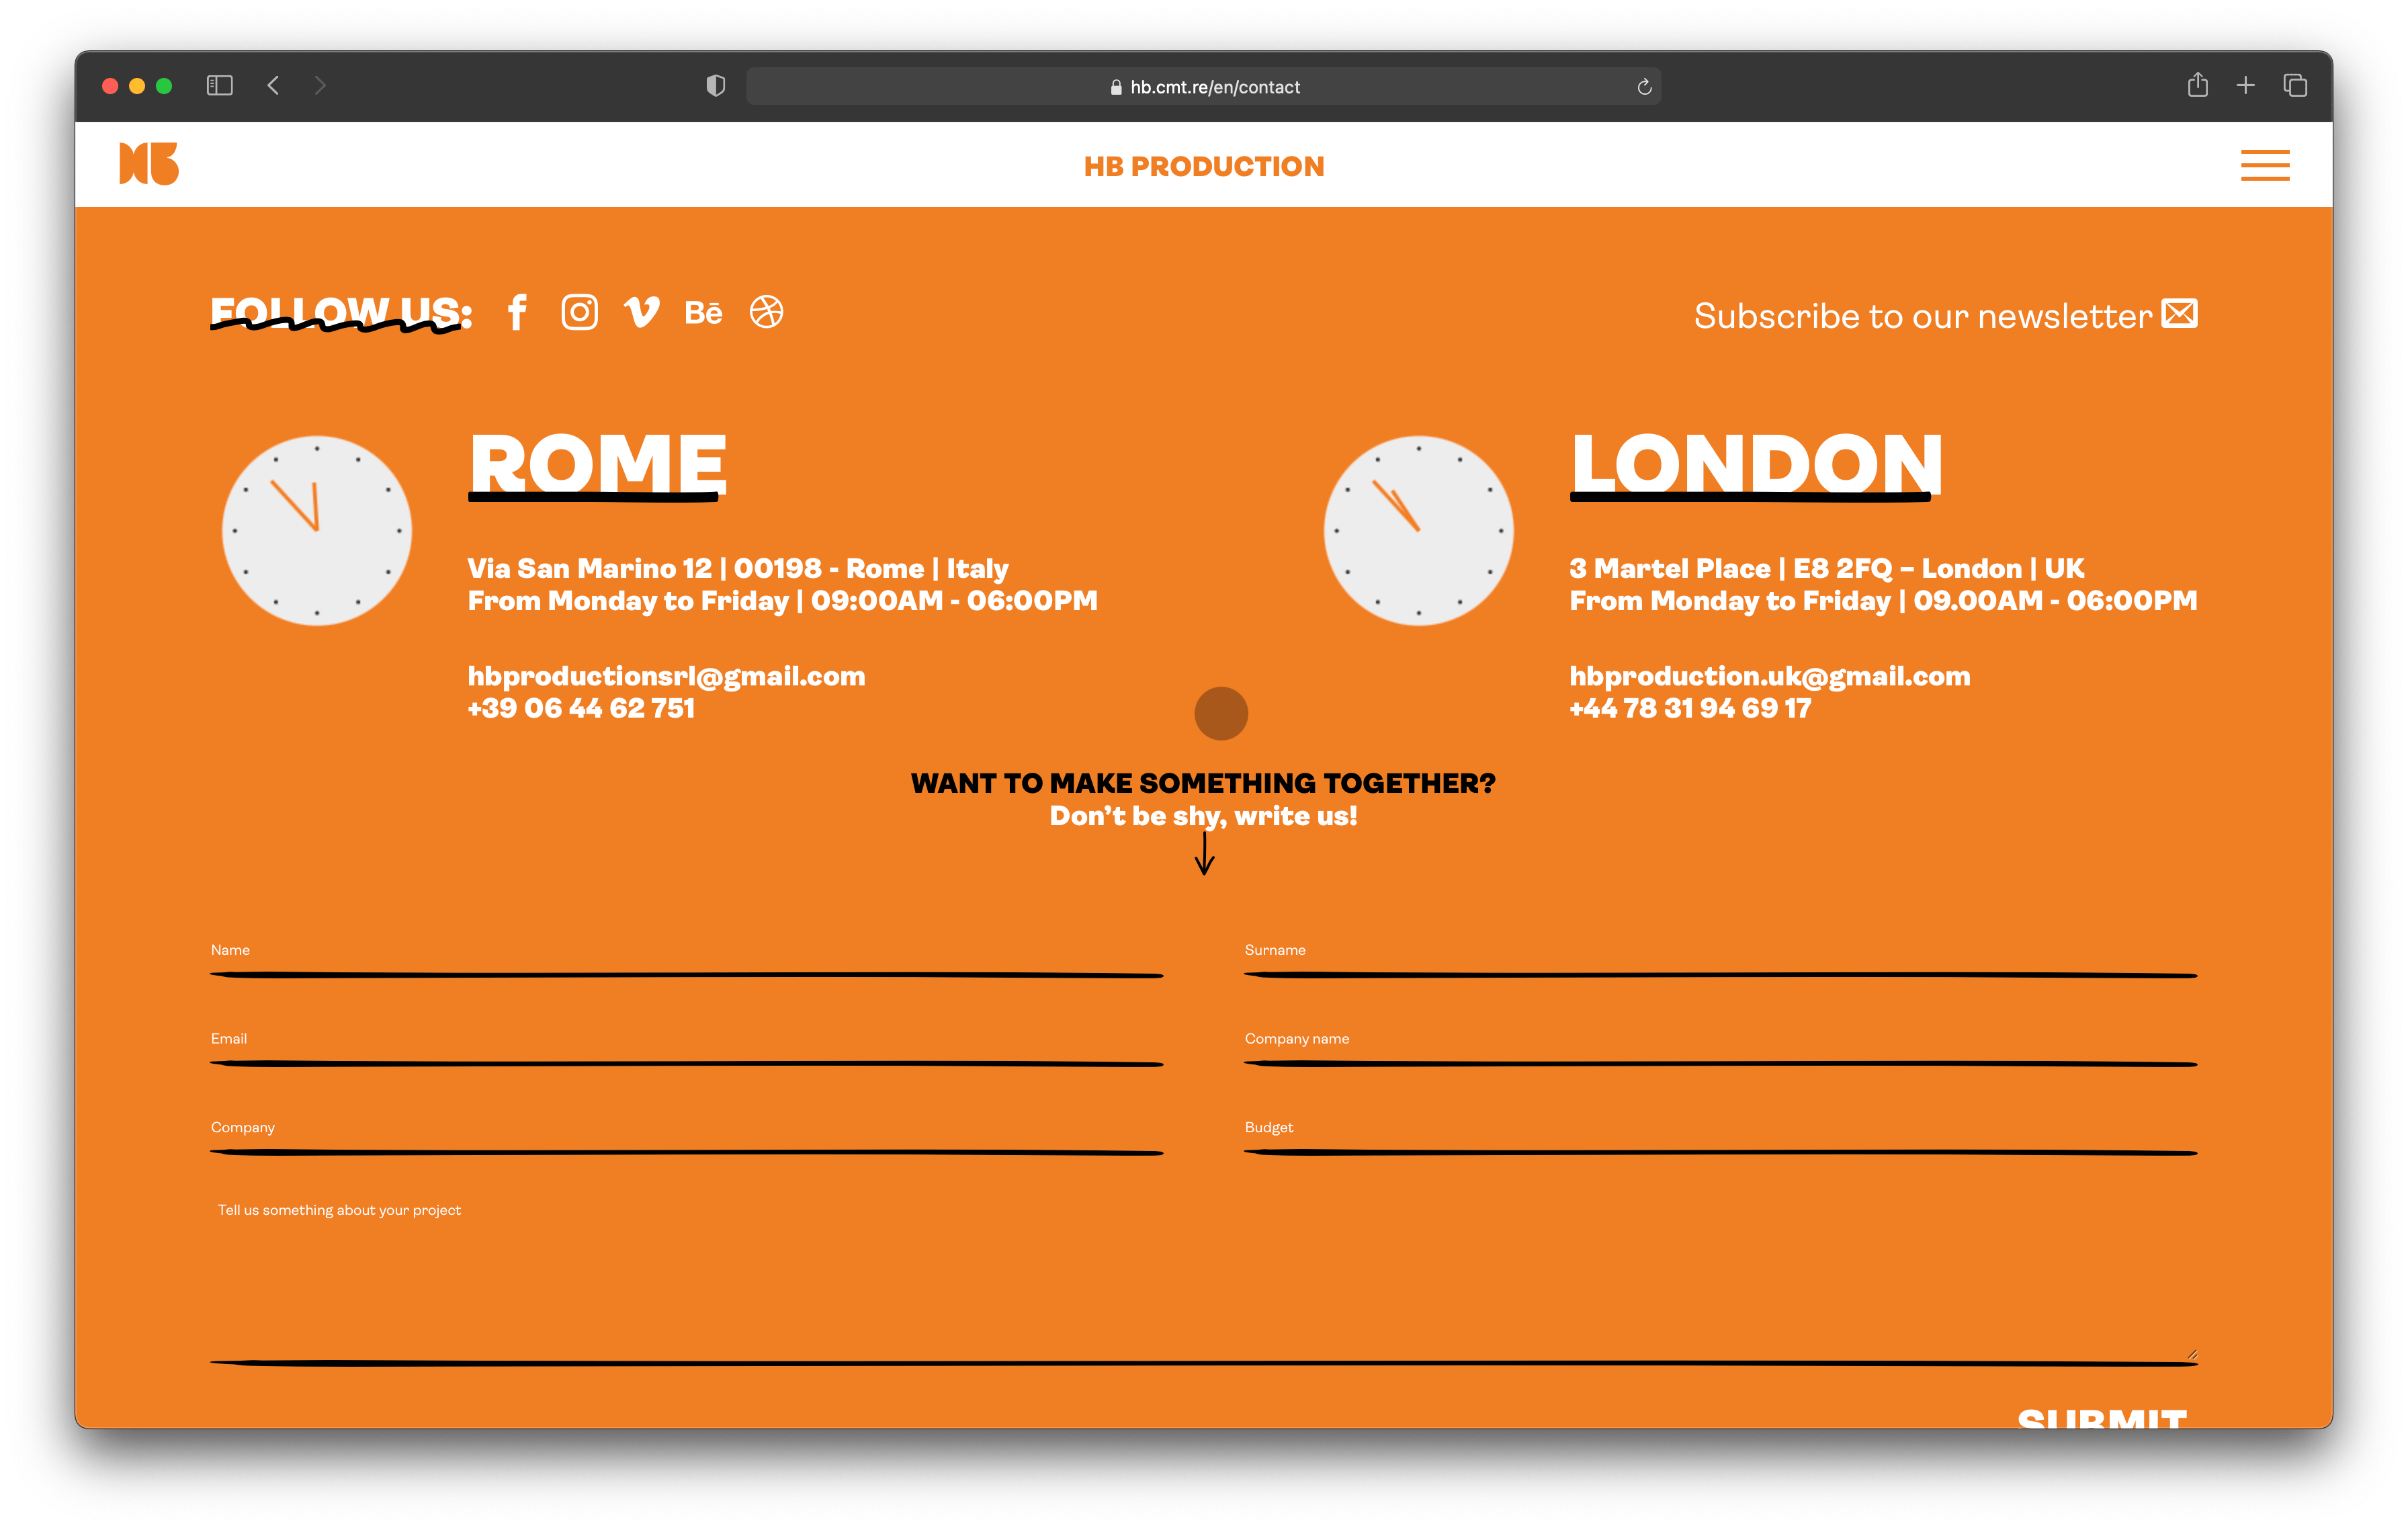 hb.cmt.re/en/contact
HB
HB PRODUCTION
FOLLOW US:
Bē
Subscribe to our newsletter
ROME
Via San Marino 12 | 00198 - Rome | Italy
From Monday to Friday | 09:00AM - 06:00PM
hbproductionsrl@gmail.com
+39 06 44 62 751
LONDON
3 Martel Place | E8 2FQ – London | UK
From Monday to Friday | 09.00AM - 06:00PM
hbproduction.uk@gmail.com
+44 78 31 94 69 17
WANT TO MAKE SOMETHING TOGETHER?
Don’t be shy, write us!
Name
Surname
Email
Company name
Company
Budget
Tell us something about your project
SUBMIT